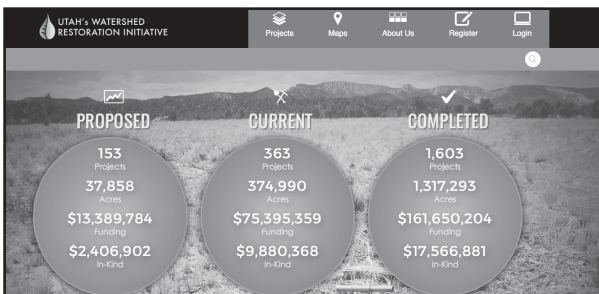 UTAH's WATERSHED
RESTORATION INITIATIVE
Projects
Maps
About Us
Register
Login
PROPOSED
153
Projects
37,858
Acres
$13,389,784
Funding
$2,406,902
In-Kind
CURRENT
363
Projects
374,990
Acres
$75,395,359
Funding
$9,880,368
In-Kind
COMPLETED
1,603
Projects
1,317,293
Acres
$161,650,204
Funding
$17,566,881
In-Kind